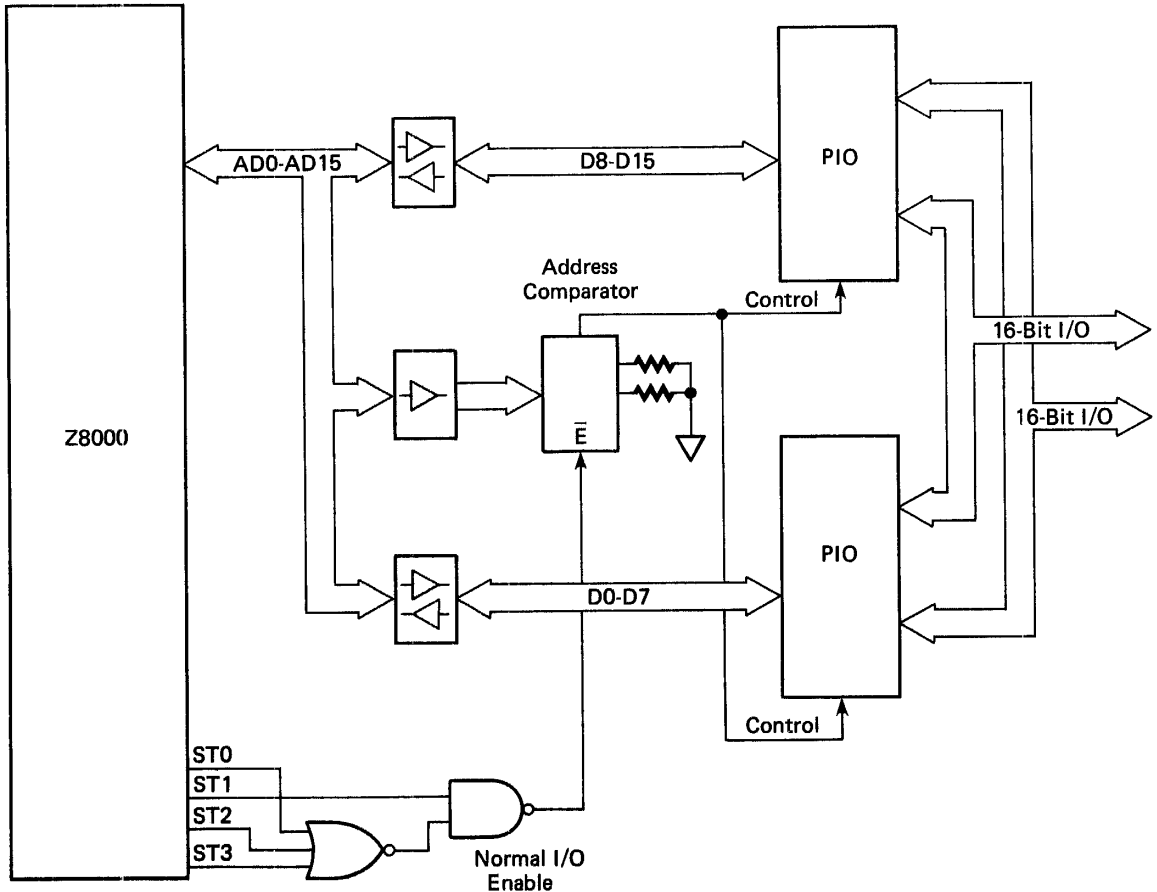 PIO
AD0-AD15
D8-D15
Address
Comparator
Control
16-Bit I/O
16-Bit I/O
Z8000
E̅
PIO
D0-D7
Control
ST0
ST1
ST2
ST3
Normal I/O
Enable